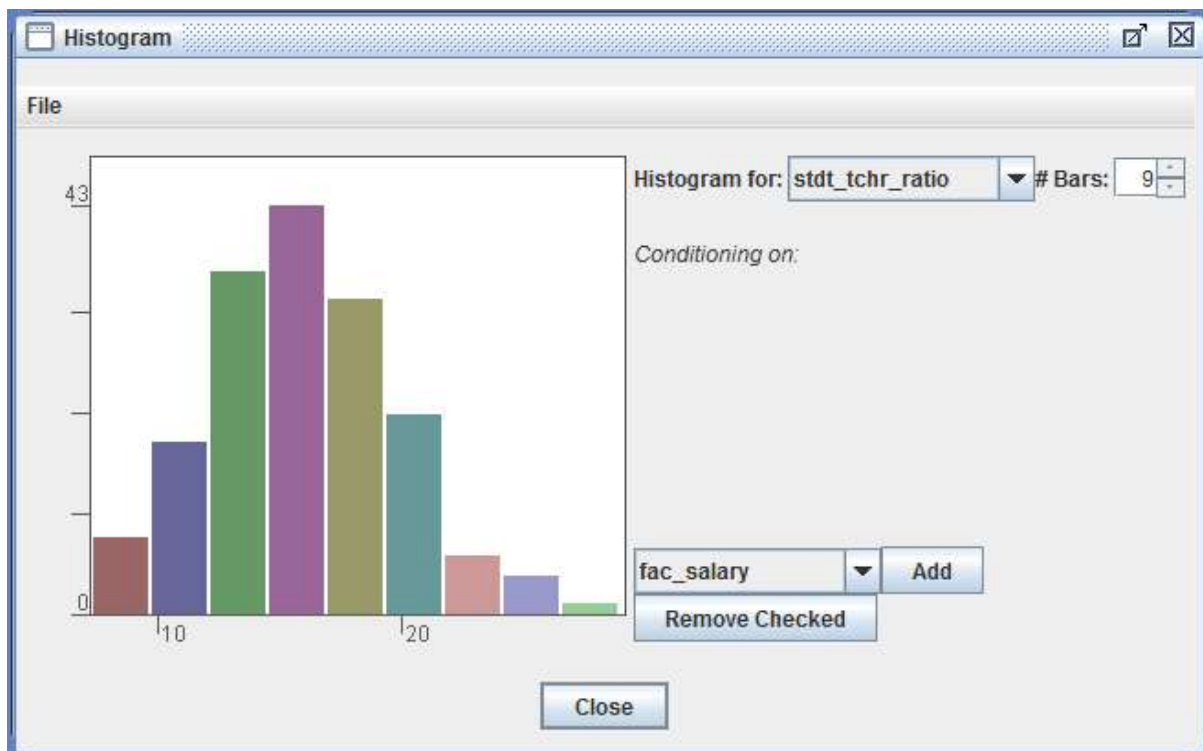 Histogram
File
43
0
10
20
Histogram for: stdt_tchr_ratio # Bars: 9
Conditioning on:
fac_salary Add
Remove Checked
Close